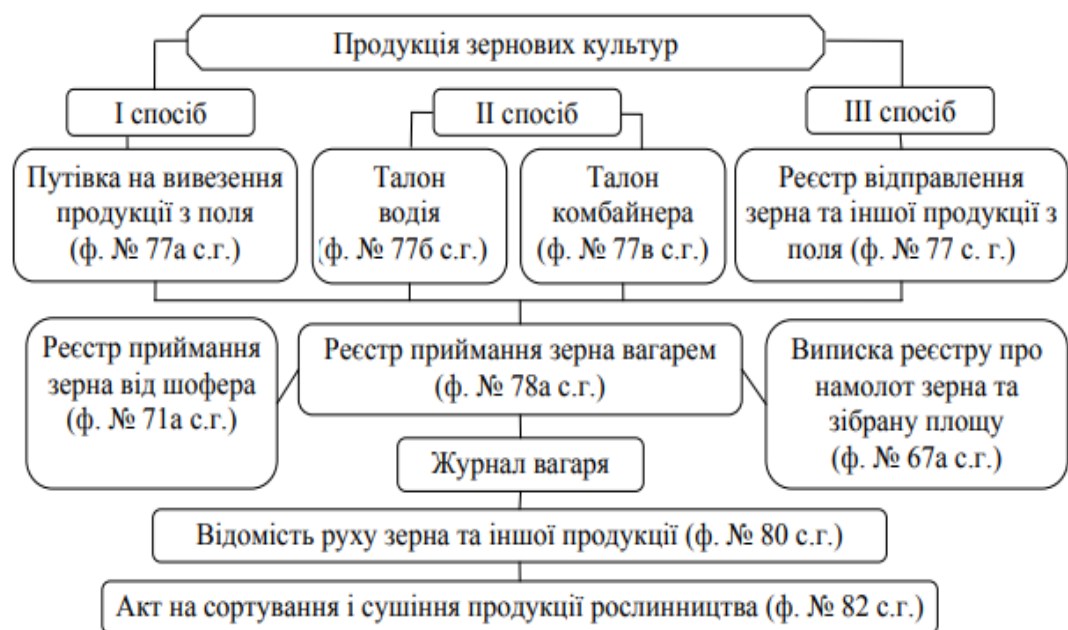 Продукція зернових культур
І спосіб
ІІ спосіб
ІІІ спосіб
Путівка на вивезення
продукції з поля
(ф. № 77а с.г.)
Талон
водія
(ф. № 77б с.г.)
Талон
комбайнера
(ф. № 77в с.г.)
Реєстр відправлення
зерна та іншої продукції з
поля (ф. № 77 с. г.)
Реєстр приймання
зерна від шофера
(ф. № 71а с.г.)
Реєстр приймання зерна вагарем
(ф. № 78а с.г.)
Виписка реєстру про
намолот зерна та
зібрану площу
(ф. № 67а с.г.)
Журнал вагаря
Відомість руху зерна та іншої продукції (ф. № 80 с.г.)
Акт на сортування і сушіння продукції рослинництва (ф. № 82 с.г.)